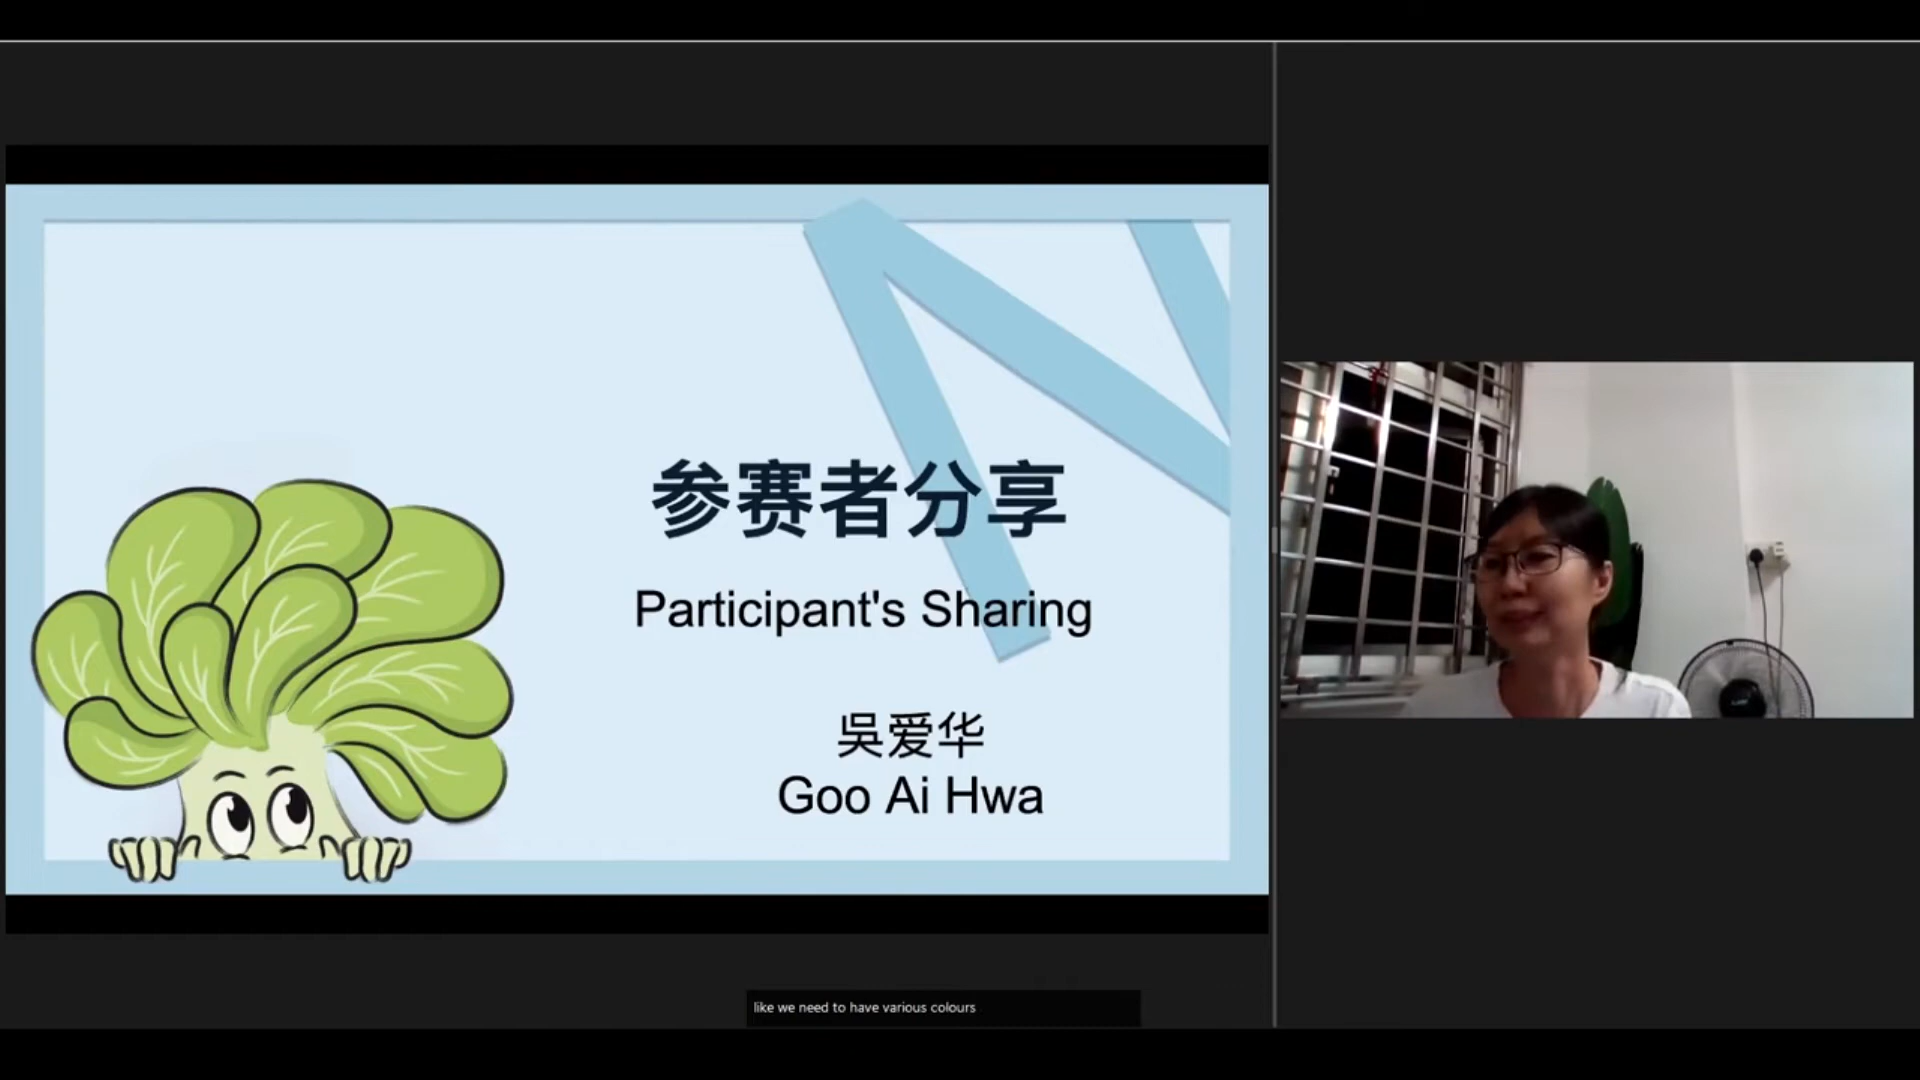 参赛者分享
Participant's Sharing
吳爱华
Goo Ai Hwa
like we need to have various colours